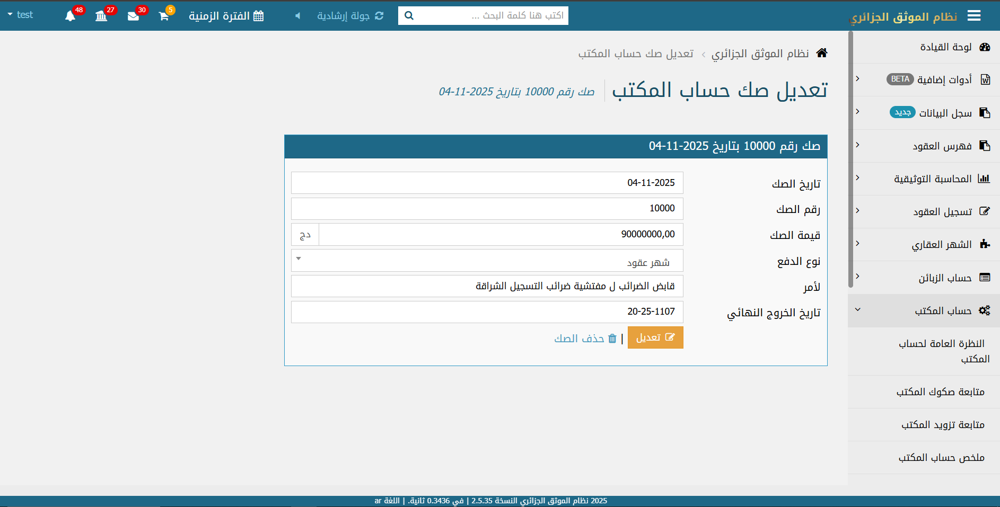 نظام الموثق الجزائري
اكتب هنا كلمة البحث ...
جولة إرشادية
الفترة الزمنية
5
30
27
48
test
لوحة القيادة
أدوات إضافية BETA
سجل البيانات جديد
فهرس العقود
المحاسبة التوثيقية
تسجيل العقود
الشهر العقاري
حساب الزبائن
حساب المكتب
النظرة العامة لحساب
المكتب
متابعة صكوك المكتب
متابعة تزويد المكتب
ملخص حساب المكتب
نظام الموثق الجزائري › تعديل صك حساب المكتب
تعديل صك حساب المكتب
صك رقم 10000 بتاريخ 2025-11-04
صك رقم 10000 بتاريخ 2025-11-04
تاريخ الصك
04-11-2025
رقم الصك
10000
قيمة الصك
90000000,00
دج
نوع الدفع
شهر عقود
لأمر
قابض الضرائب ل مفتشية ضرائب التسجيل الشراقة
تاريخ الخروج النهائي
20-25-1107
تعديل | حذف الصك
2025 نظام الموثق الجزائري النسخة 2.5.35 | في 0.3436 ثانية. | اللغة ar